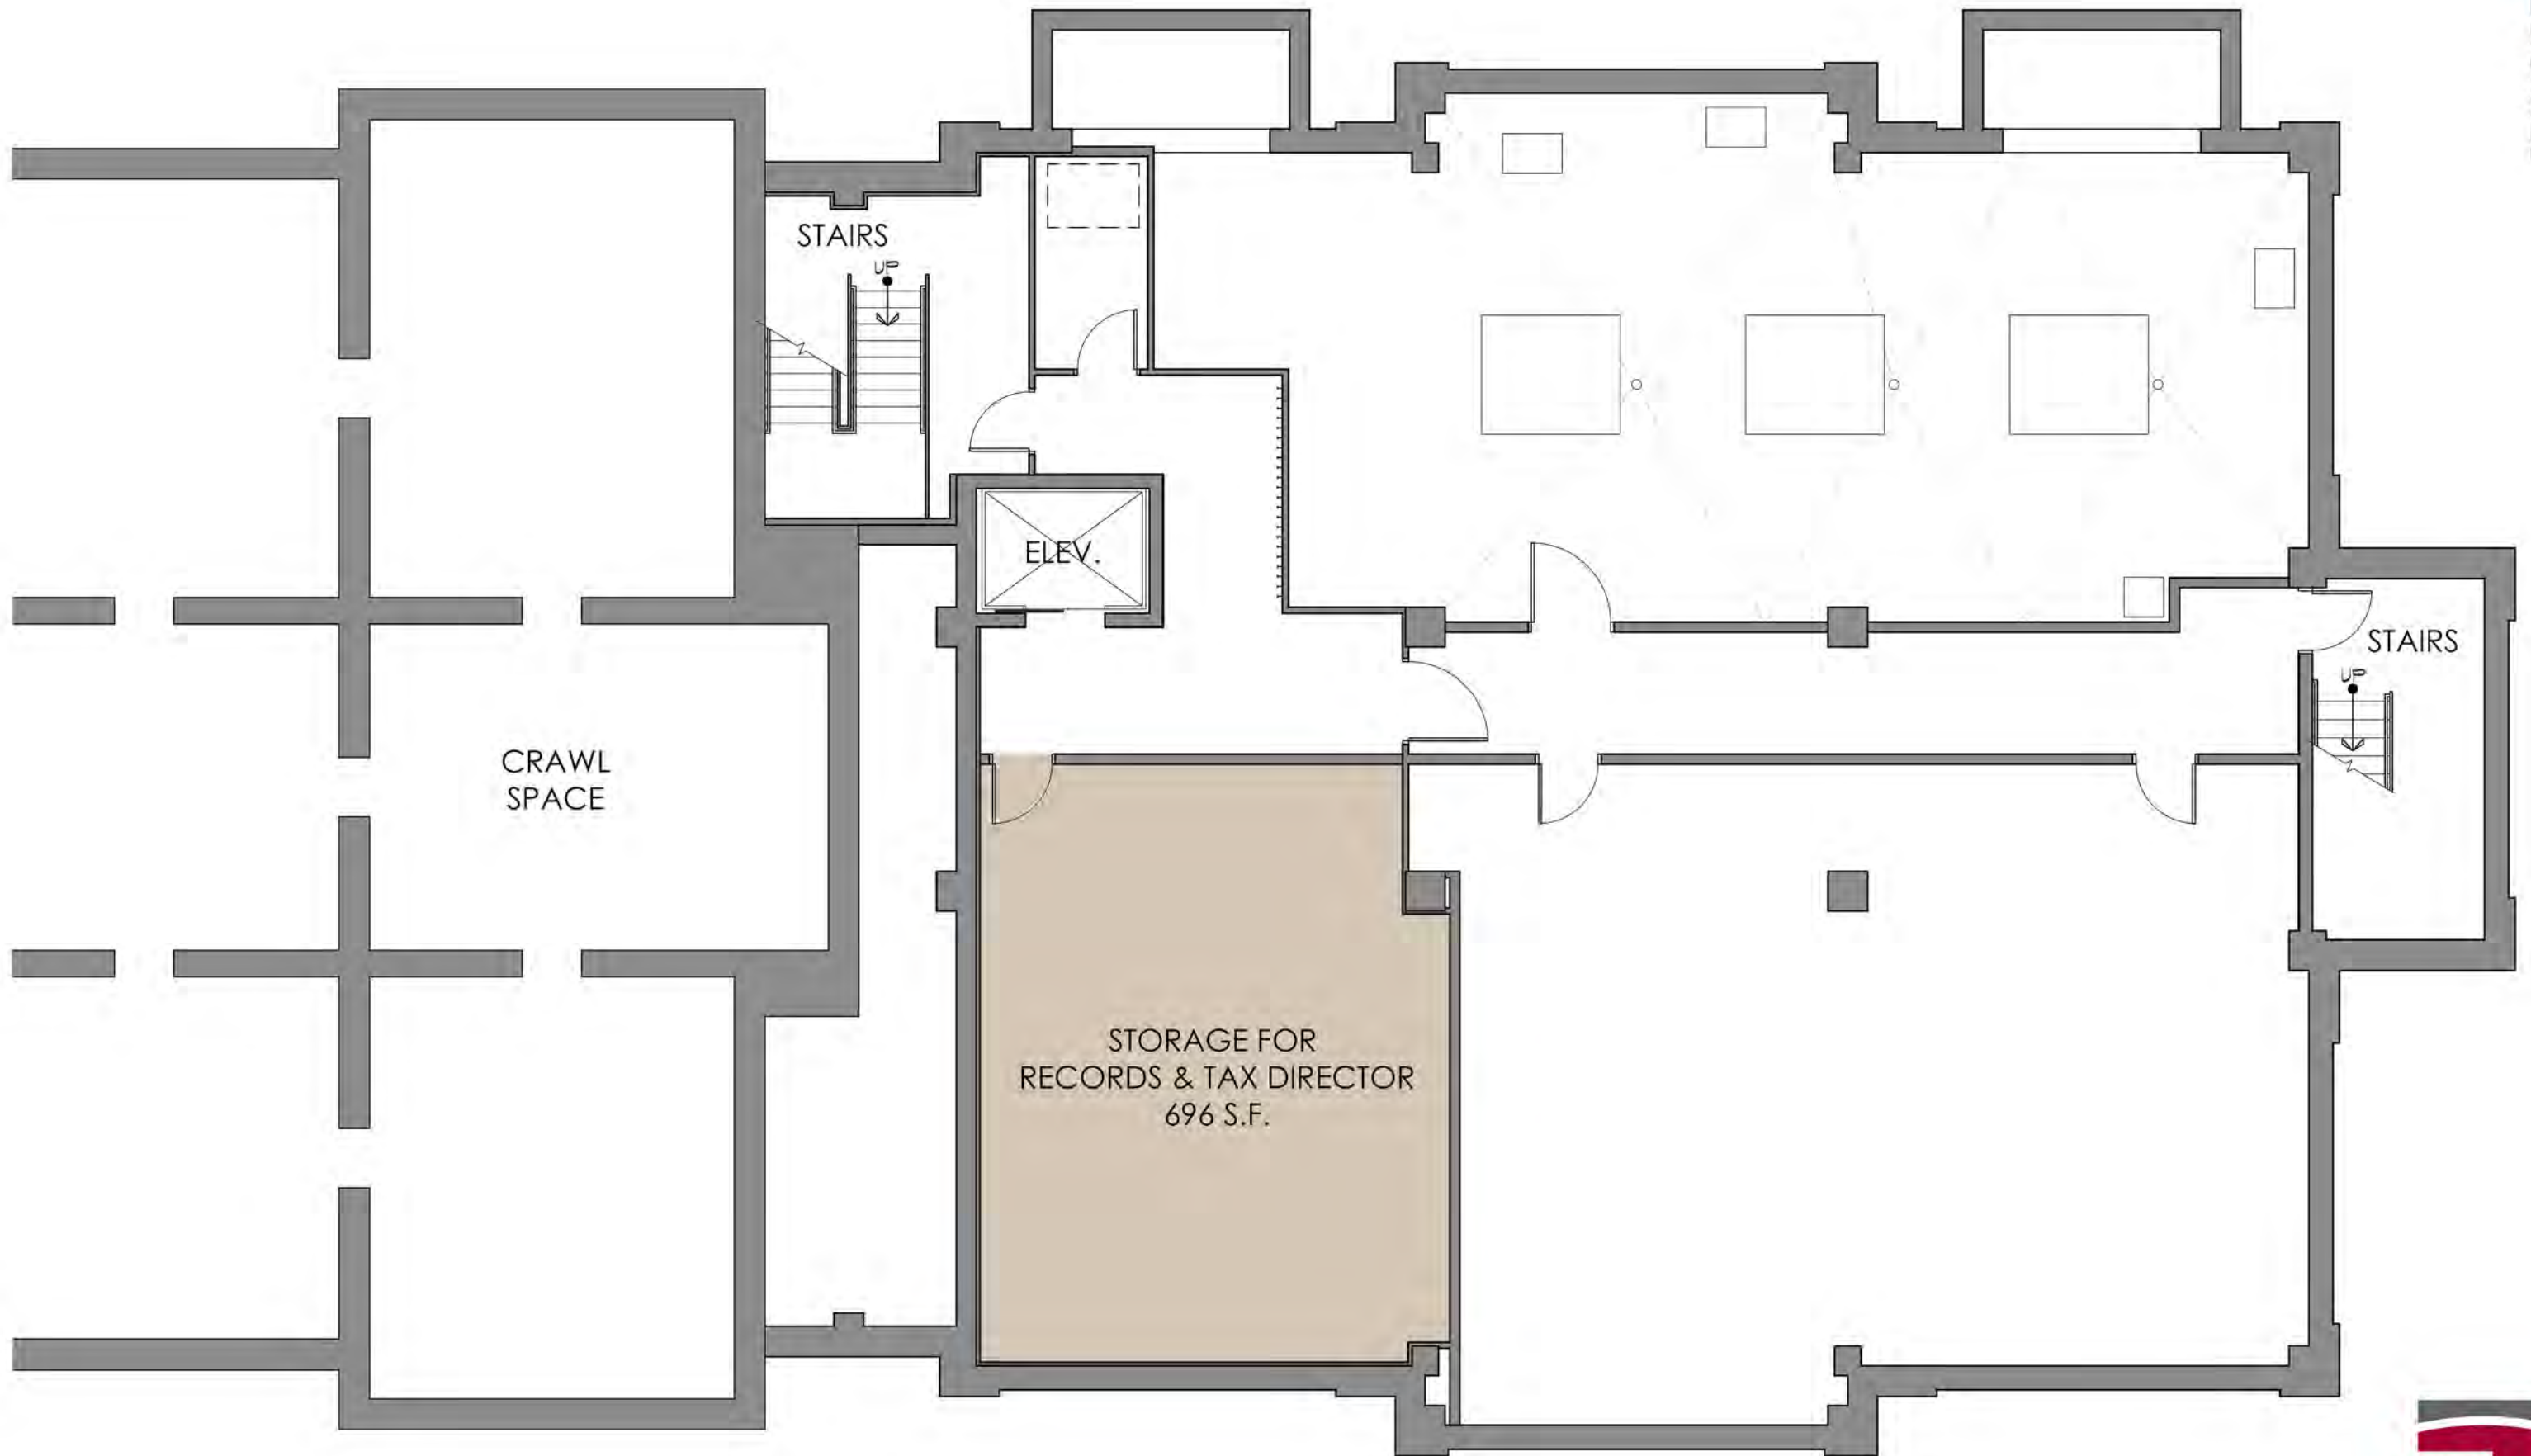 STAIRS
UP
ELEV.
STAIRS
UP
CRAWL
SPACE
STORAGE FOR
RECORDS & TAX DIRECTOR
696 S.F.